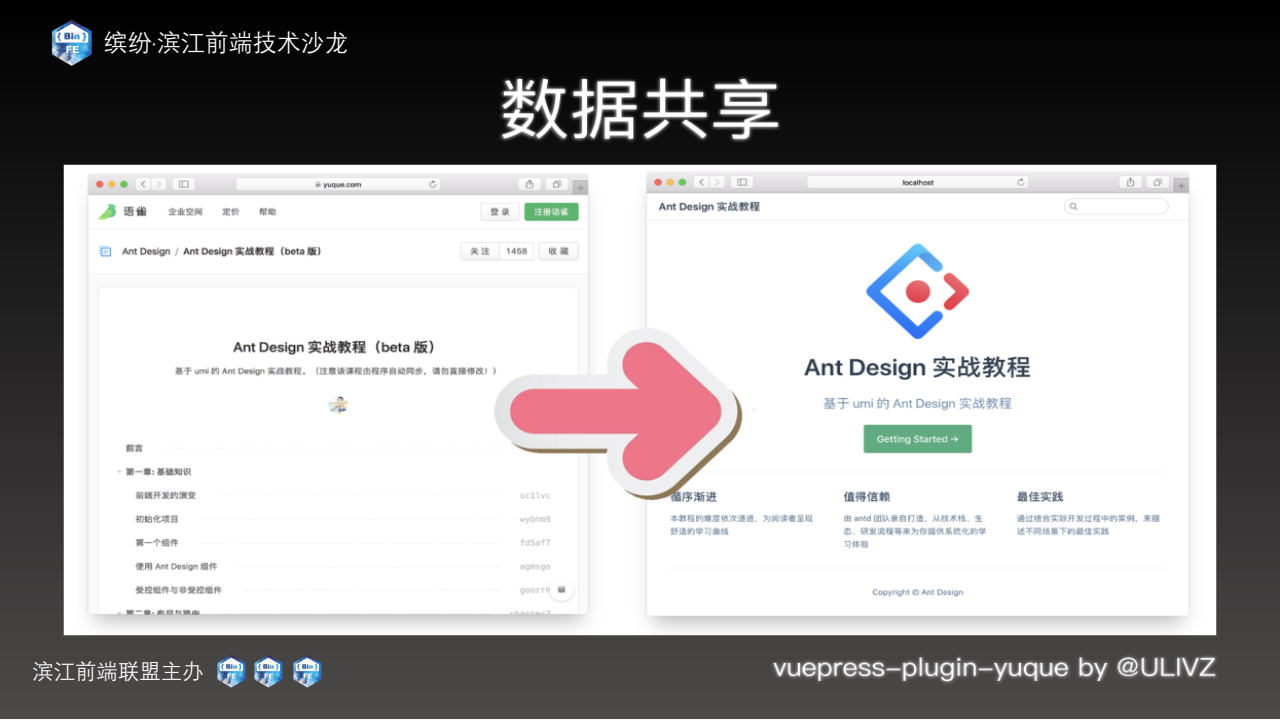 { Bin }
FE
缤纷·滨江前端技术沙龙
数据共享
yuque.com
语雀 企业空间 定价 帮助 登录 注册语雀
Ant Design / Ant Design 实战教程（beta 版） 关注 1458 收藏
Ant Design 实战教程（beta 版）
基于 umi 的 Ant Design 实战教程。（注意该课程由程序自动同步，请勿直接修改！）
前言
第一章: 基础知识
前端开发的演变 sc1lvc
初始化项目 wybhm9
第一个组件 fd5af7
使用 Ant Design 组件 agmsgo
受控组件与非受控组件 goozth
第二章: 布局与路由 chapter2
localhost
Ant Design 实战教程
Ant Design 实战教程
基于 umi 的 Ant Design 实战教程
Getting Started →
循序渐进
本教程的难度依次递进，为阅读者呈现
舒适的学习曲线
值得信赖
由 antd 团队亲自打造，从技术栈、生
态、研发流程等来为你提供系统化的学
习体验
最佳实践
通过结合实际开发过程中的案例，来描
述不同场景下的最佳实践
Copyright © Ant Design
滨江前端联盟主办
{ Bin }
FE
{ Bin }
FE
{ Bin }
FE
vuepress-plugin-yuque by @ULIVZ